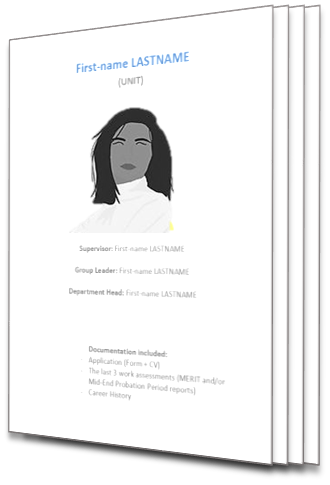 First-name LASTNAME
(UNIT)
Supervisor: First-name LASTNAME
Group Leader: First-name LASTNAME
Department Head: First-name LASTNAME
Documentation included:
- Application (Form + CV)
- The last 3 work assessments (MERIT and/or
Mid-End Probation Period reports)
- Career History